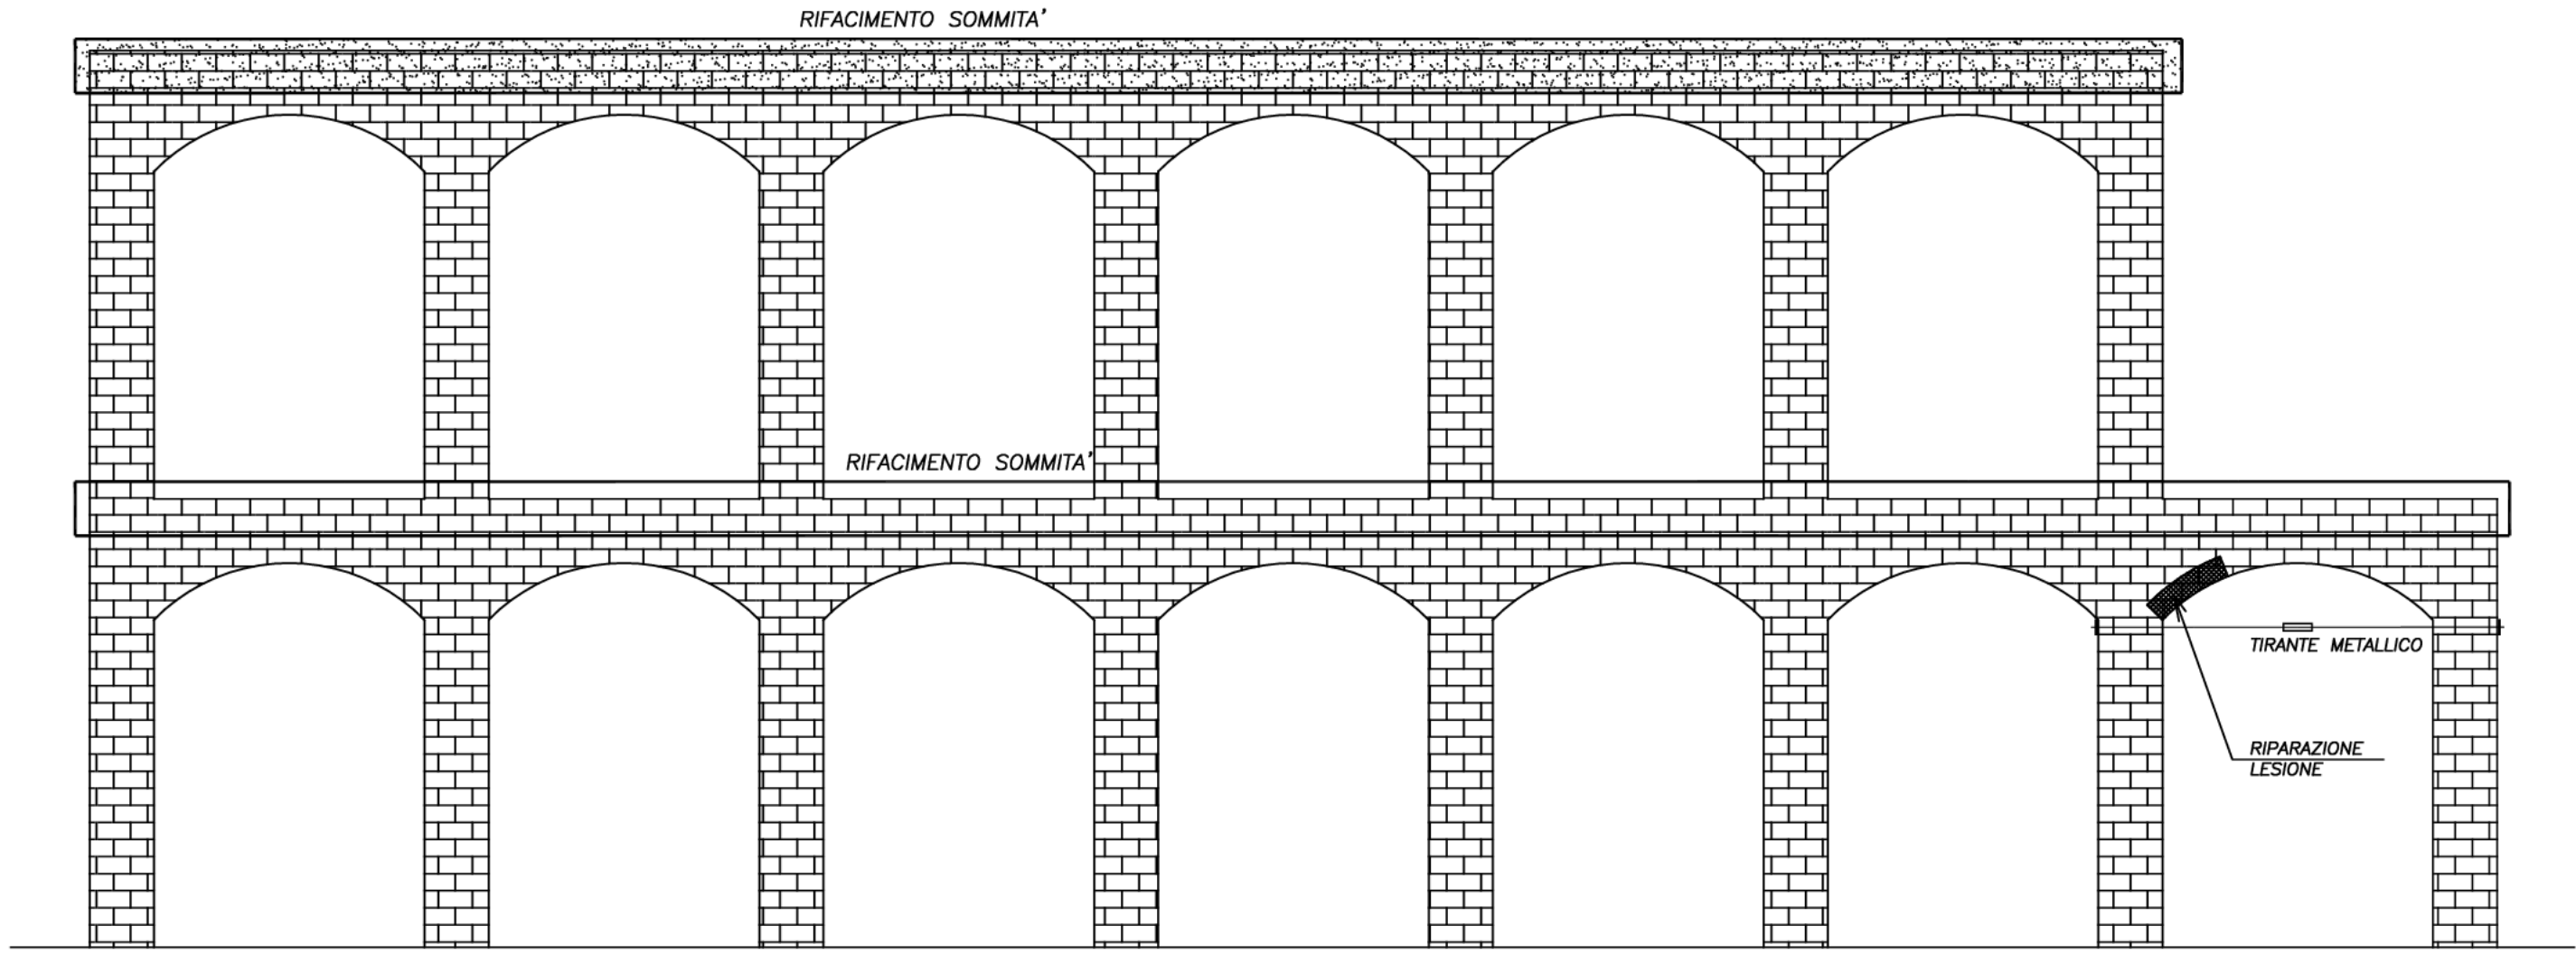 RIFACIMENTO SOMMITA'
RIFACIMENTO SOMMITA'
TIRANTE METALLICO
RIPARAZIONE
LESIONE